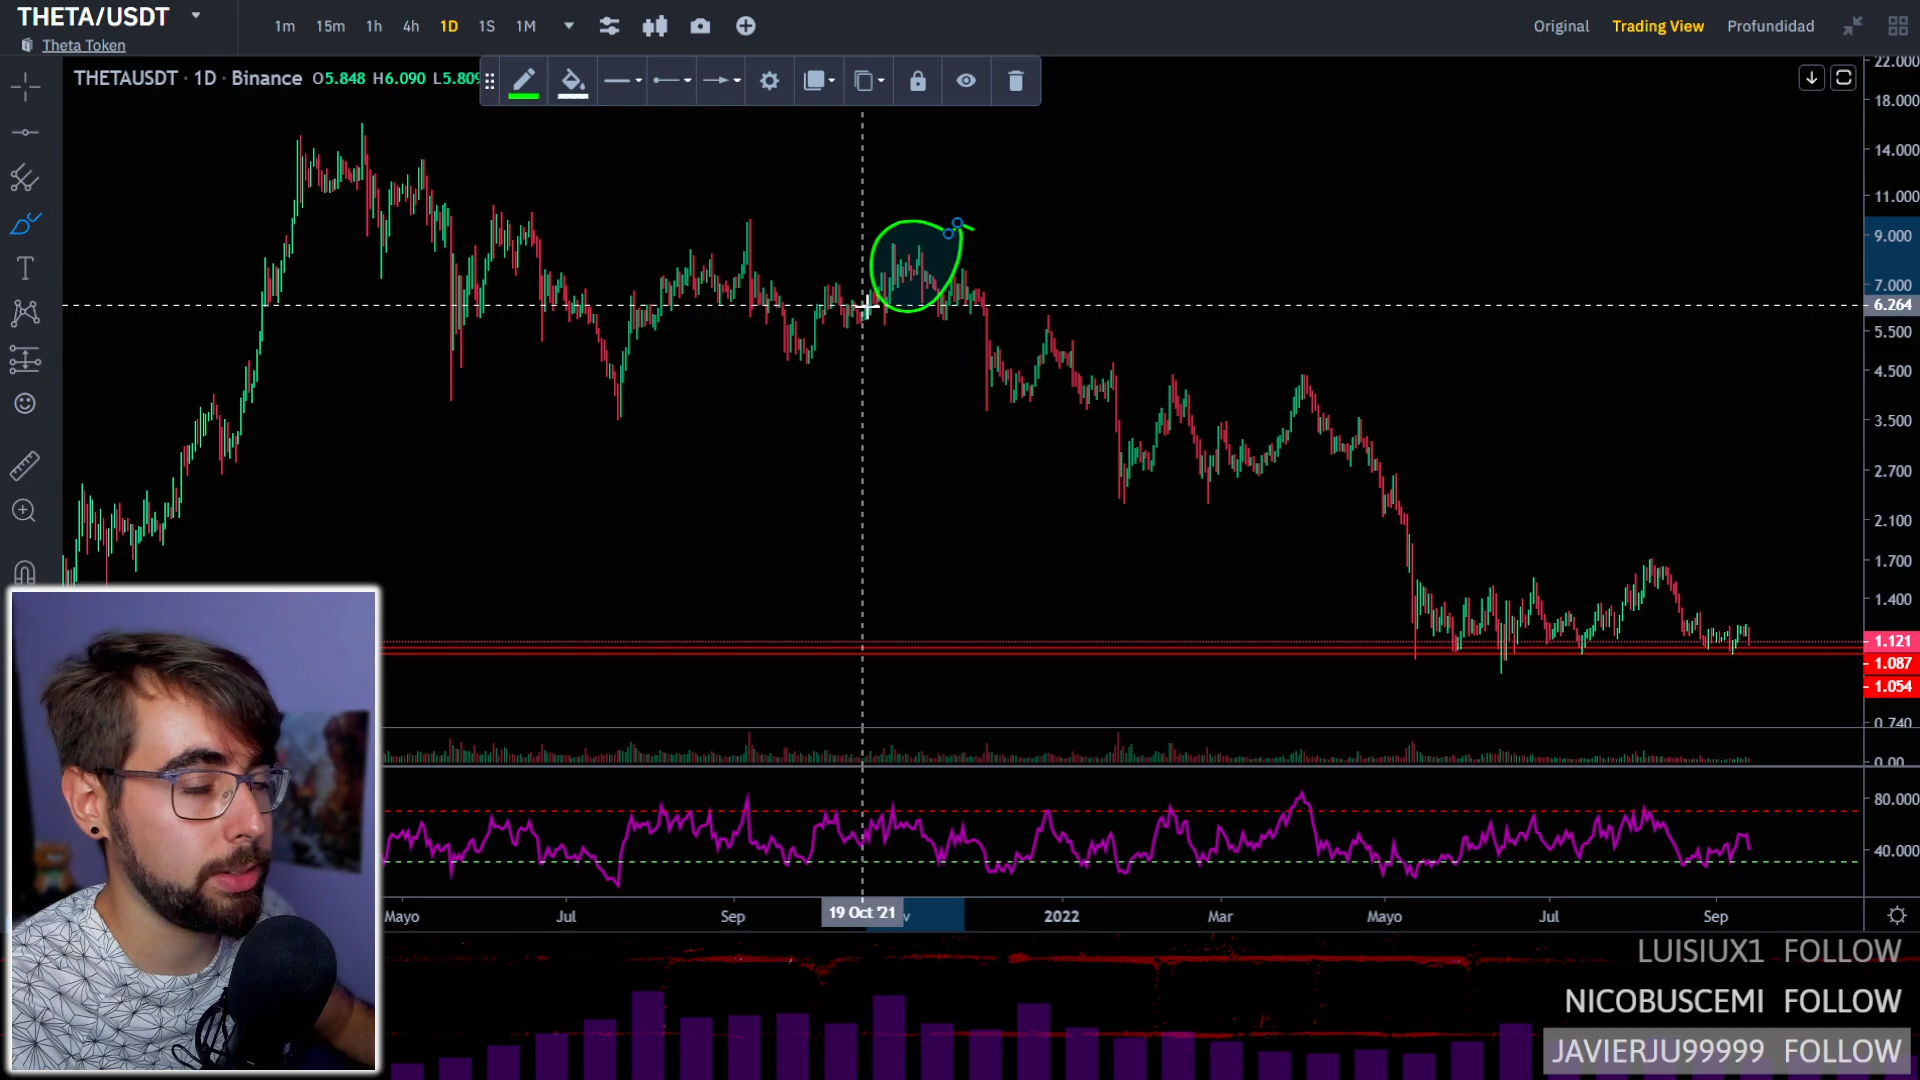 THETA/USDT
Theta Token
1m 15m 1h 4h 1D 1S 1M
Original Trading View Profundidad
THETAUSDT · 1D · Binance O5.848 H6.090 L5.809
22.000
18.000
14.000
11.000
9.000
7.000
6.264
5.500
4.500
3.500
2.700
2.100
1.700
1.400
1.121
1.087
1.054
0.740
0.00
80.000
40.000
Mayo Jul Sep 19 Oct '21 v 2022 Mar Mayo Jul Sep
LUISIUX1 FOLLOW
NICOBUSCEMI FOLLOW
JAVIERJU99999 FOLLOW